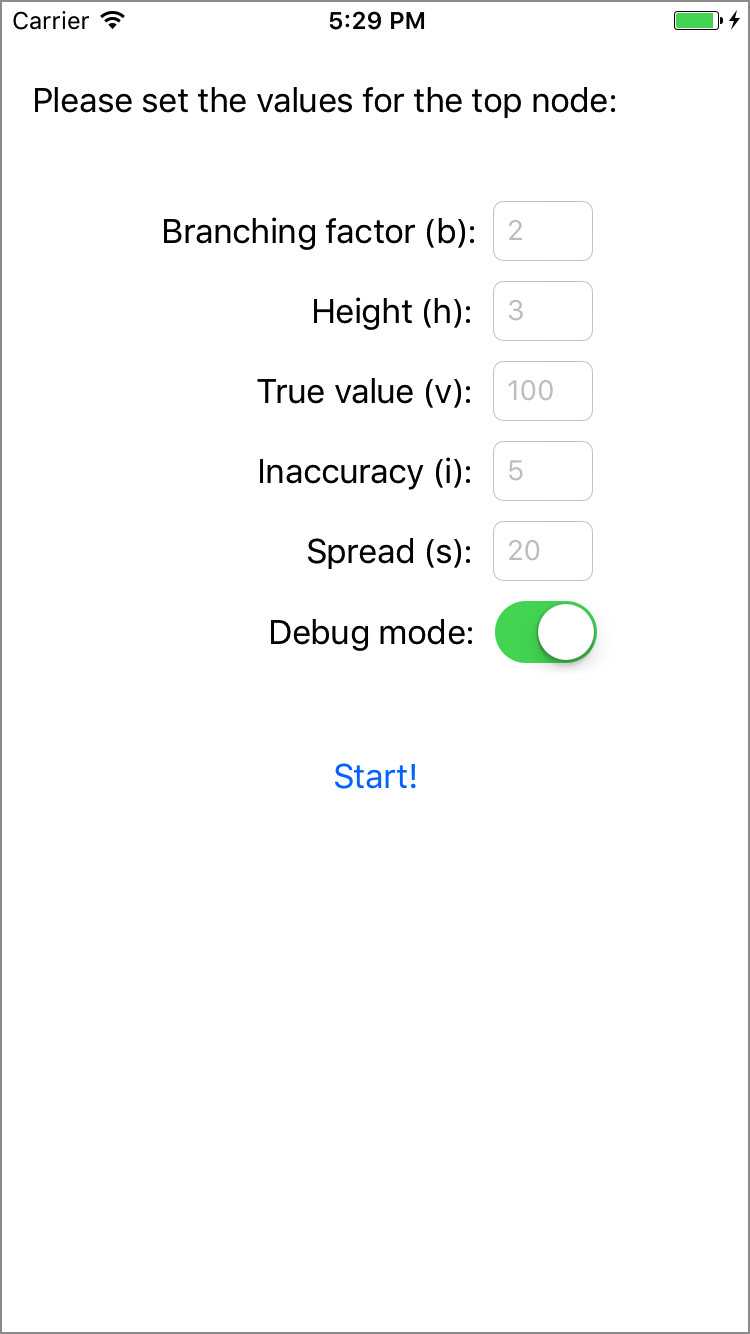 Carrier 5:29 PM
Please set the values for the top node:
Branching factor (b): 2
Height (h): 3
True value (v): 100
Inaccuracy (i): 5
Spread (s): 20
Debug mode:
Start!